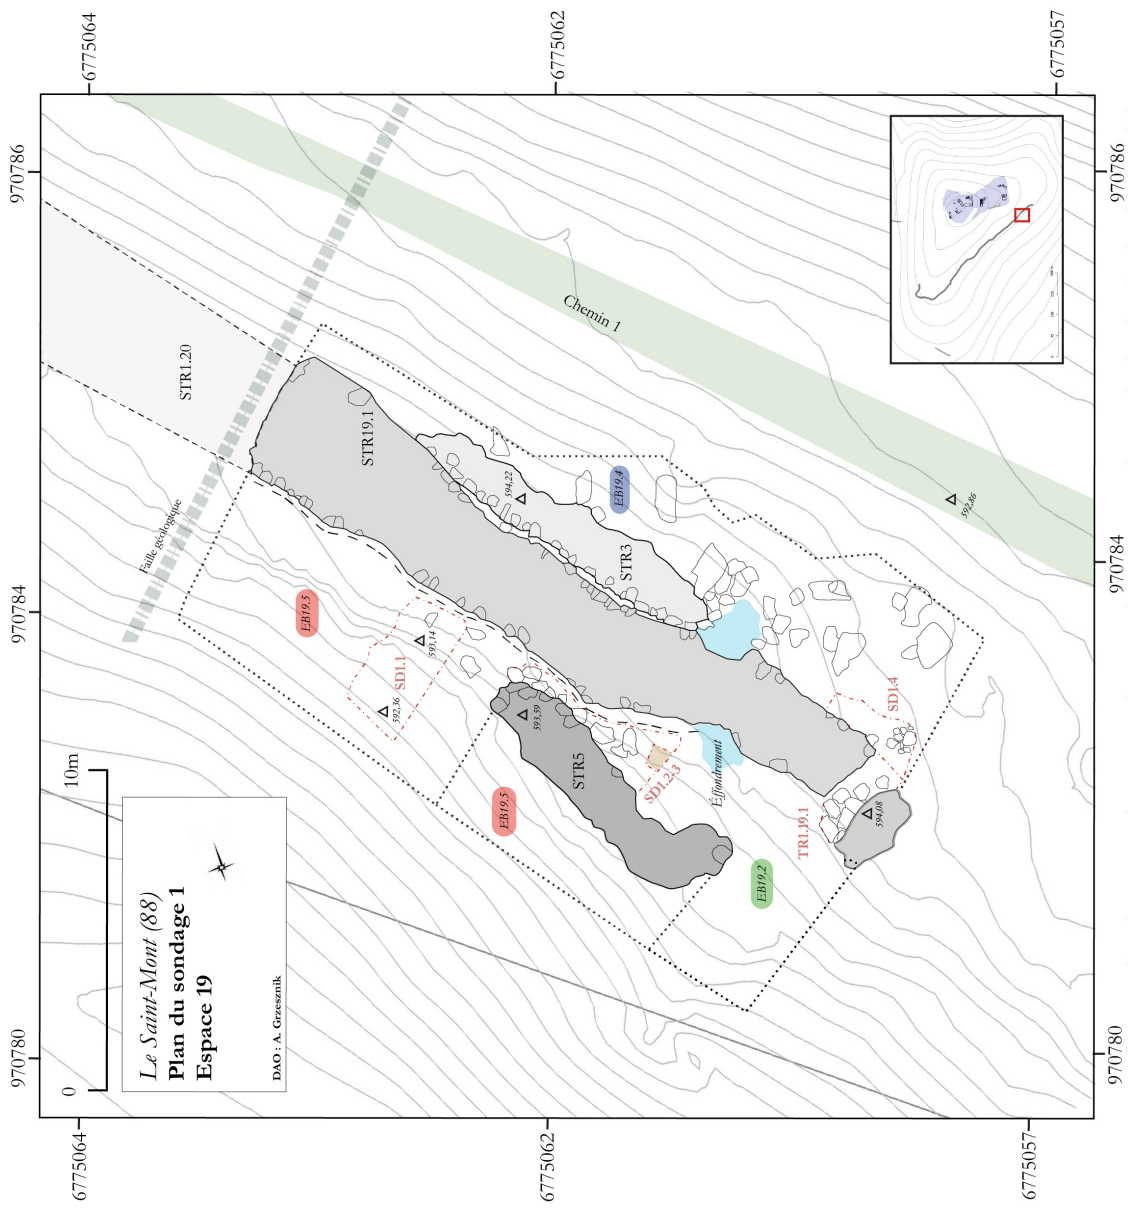 6775064
6775062
6775057
970786
970786
STR1.20
Chemin 1
STR19.1
594,22
EB19.4
592,86
Faille géologique
STR3
970784
970784
EB19.5
593,14
SD1.1
592,36
593,59
SD1.4
STR5
SD1.2-3
Éffondrement
EB19.5
TR1.19.1
594,08
EB19.2
0
10m
Le Saint-Mont (88)
Plan du sondage 1
Espace 19
DAO : A. Grzesznik
970780
970780
6775064
6775062
6775057